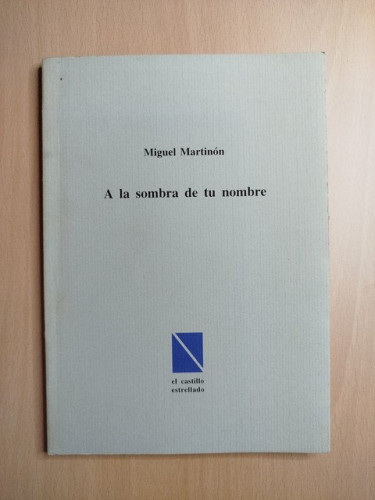 Miguel Martinón
A la sombra de tu nombre
el castillo
estrellado